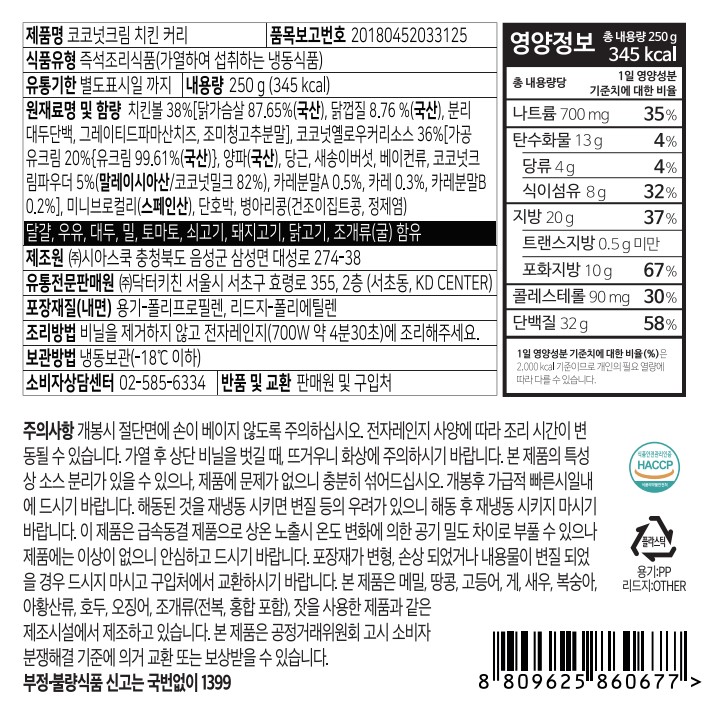 제품명 코코넛크림 치킨 커리
품목보고번호 20180452033125
식품유형 즉석조리식품(가열하여 섭취하는 냉동식품)
유통기한 별도표시일 까지
내용량 250 g (345 kcal)
원재료명 및 함량 치킨볼 38%[닭가슴살 87.65%(국산), 닭껍질 8.76 %(국산), 분리
대두단백, 그레이티드파마산치즈, 조미청고추분말], 코코넛옐로우커리소스 36%[가공
유크림 20%{유크림 99.61%(국산)}, 양파(국산), 당근, 새송이버섯, 베이컨류, 코코넛크
림파우더 5%(말레이시아산/코코넛밀크 82%), 카레분말A 0.5%, 카레 0.3%, 카레분말B
0.2%], 미니브로컬리(스페인산), 단호박, 병아리콩(건조이집트콩, 정제염)
달걀, 우유, 대두, 밀, 토마토, 쇠고기, 돼지고기, 닭고기, 조개류(굴) 함유
제조원 ㈜시아스쿡 충청북도 음성군 삼성면 대성로 274-38
유통전문판매원 ㈜닥터키친 서울시 서초구 효령로 355, 2층 (서초동, KD CENTER)
포장재질(내면) 용기-폴리프로필렌, 리드지-폴리에틸렌
조리방법 비닐을 제거하지 않고 전자레인지(700W 약 4분30초)에 조리해주세요.
보관방법 냉동보관(-18℃ 이하)
소비자상담센터 02-585-6334
반품 및 교환 판매원 및 구입처
영양정보
총 내용량 250 g
345 kcal
총 내용량당
1일 영양성분
기준치에 대한 비율
나트륨 700 mg 35%
탄수화물 13 g 4%
당류 4 g 4%
식이섬유 8 g 32%
지방 20 g 37%
트랜스지방 0.5 g 미만
포화지방 10 g 67%
콜레스테롤 90 mg 30%
단백질 32 g 58%
1일 영양성분 기준치에 대한 비율(%)은
2,000 kcal 기준이므로 개인의 필요 열량에
따라 다를 수 있습니다.
주의사항 개봉시 절단면에 손이 베이지 않도록 주의하십시오. 전자레인지 사양에 따라 조리 시간이 변
동될 수 있습니다. 가열 후 상단 비닐을 벗길 때, 뜨거우니 화상에 주의하시기 바랍니다. 본 제품의 특성
상 소스 분리가 있을 수 있으나, 제품에 문제가 없으니 충분히 섞어드십시오. 개봉후 가급적 빠른시일내
에 드시기 바랍니다. 해동된 것을 재냉동 시키면 변질 등의 우려가 있으니 해동 후 재냉동 시키지 마시기
바랍니다. 이 제품은 급속동결 제품으로 상온 노출시 온도 변화에 의한 공기 밀도 차이로 부풀 수 있으나
제품에는 이상이 없으니 안심하고 드시기 바랍니다. 포장재가 변형, 손상 되었거나 내용물이 변질 되었
을 경우 드시지 마시고 구입처에서 교환하시기 바랍니다. 본 제품은 메밀, 땅콩, 고등어, 게, 새우, 복숭아,
아황산류, 호두, 오징어, 조개류(전복, 홍합 포함), 잣을 사용한 제품과 같은
제조시설에서 제조하고 있습니다. 본 제품은 공정거래위원회 고시 소비자
분쟁해결 기준에 의거 교환 또는 보상받을 수 있습니다.
부정·불량식품 신고는 국번없이 1399
식품안전관리인증
HACCP
플라스틱
용기:PP
리드지:OTHER
8 809625 860677 >